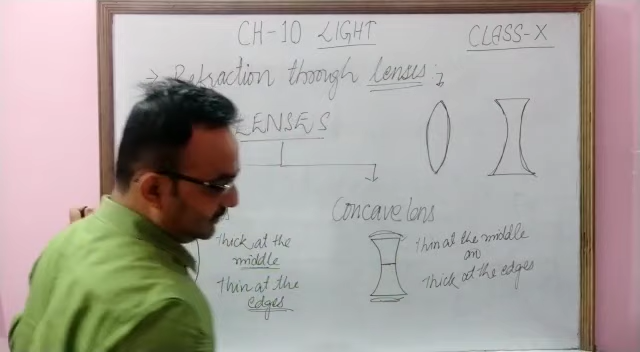 CH-10 LIGHT
CLASS-X
→ Refraction through lenses :
LENSES
Concave lens
Thick at the
middle
Thin at the
edges
Thin at the middle
and
Thick at the edges